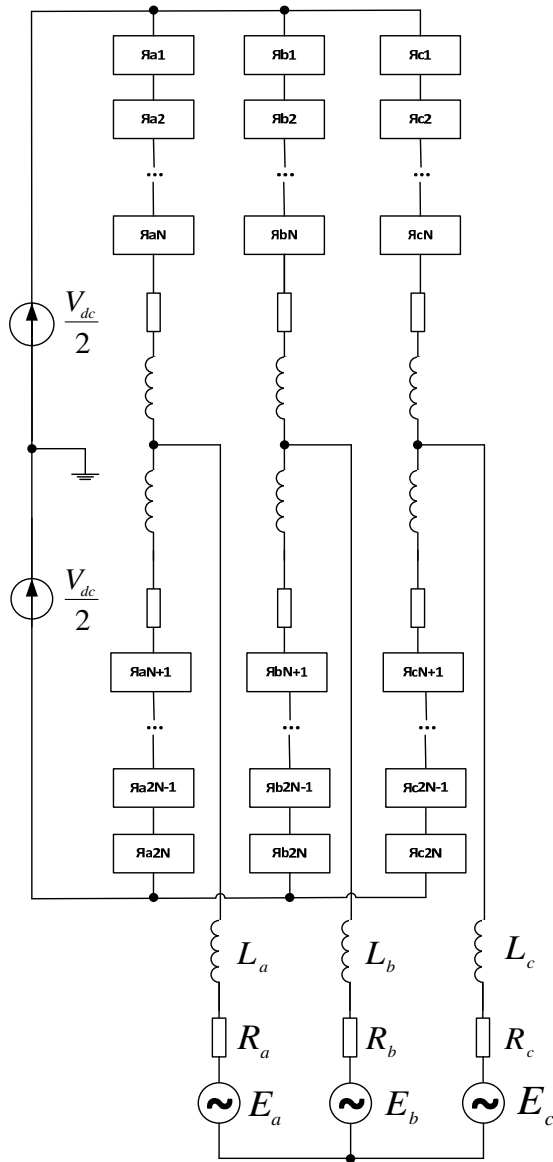 Яa1 Яb1 Яc1
Яa2 Яb2 Яc2
... ... ...
ЯaN ЯbN ЯcN
V_dc/2
V_dc/2
ЯaN+1 ЯbN+1 ЯcN+1
... ... ...
Яa2N-1 Яb2N-1 Яc2N-1
Яa2N Яb2N Яc2N
L_a L_b L_c
R_a R_b R_c
E_a E_b E_c